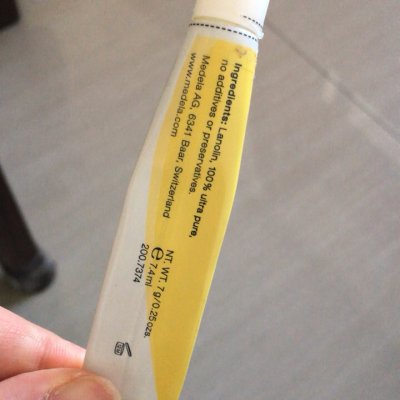 Ingredients: Lanolin, 100% ultra pure,
no additives or preservatives.
Medela AG, 6341 Baar, Switzerland
www.medela.com
NT. WT. 7 g/0.25ozs.
℮ 7.4ml
200.7374